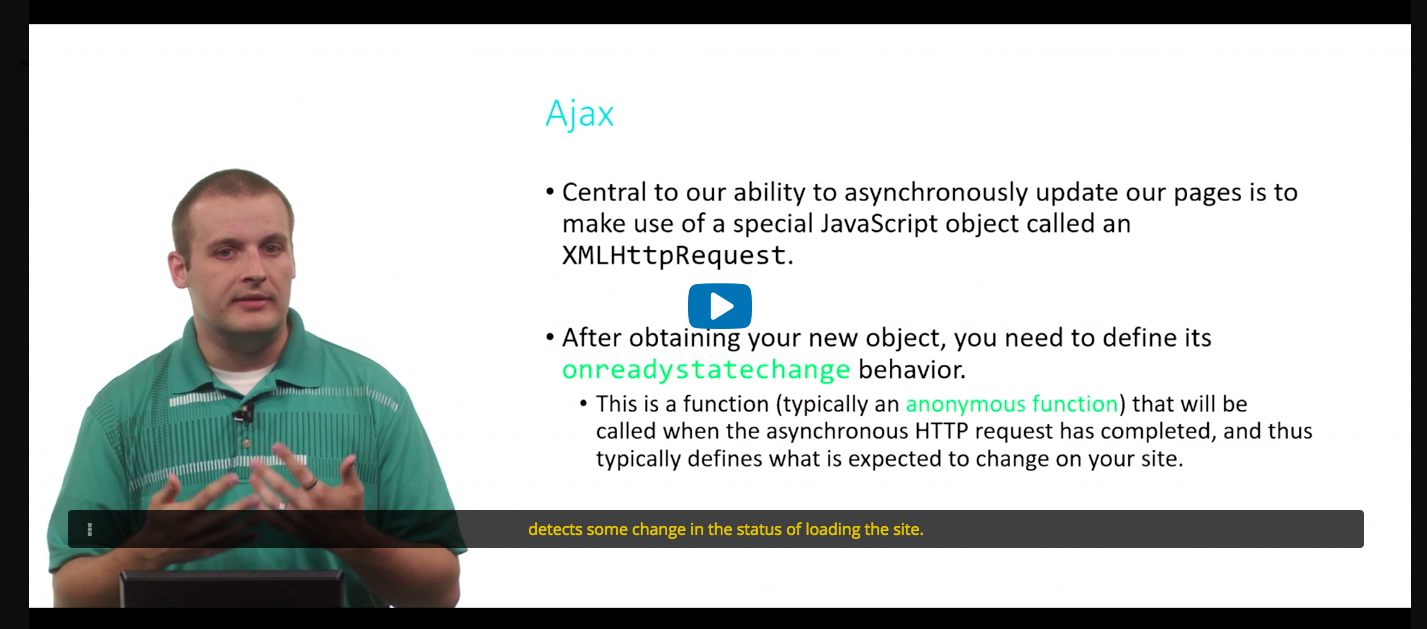 Ajax
• Central to our ability to asynchronously update our pages is to
make use of a special JavaScript object called an
XMLHttpRequest.
• After obtaining your new object, you need to define its
onreadystatechange behavior.
• This is a function (typically an anonymous function) that will be
called when the asynchronous HTTP request has completed, and thus
typically defines what is expected to change on your site.
detects some change in the status of loading the site.